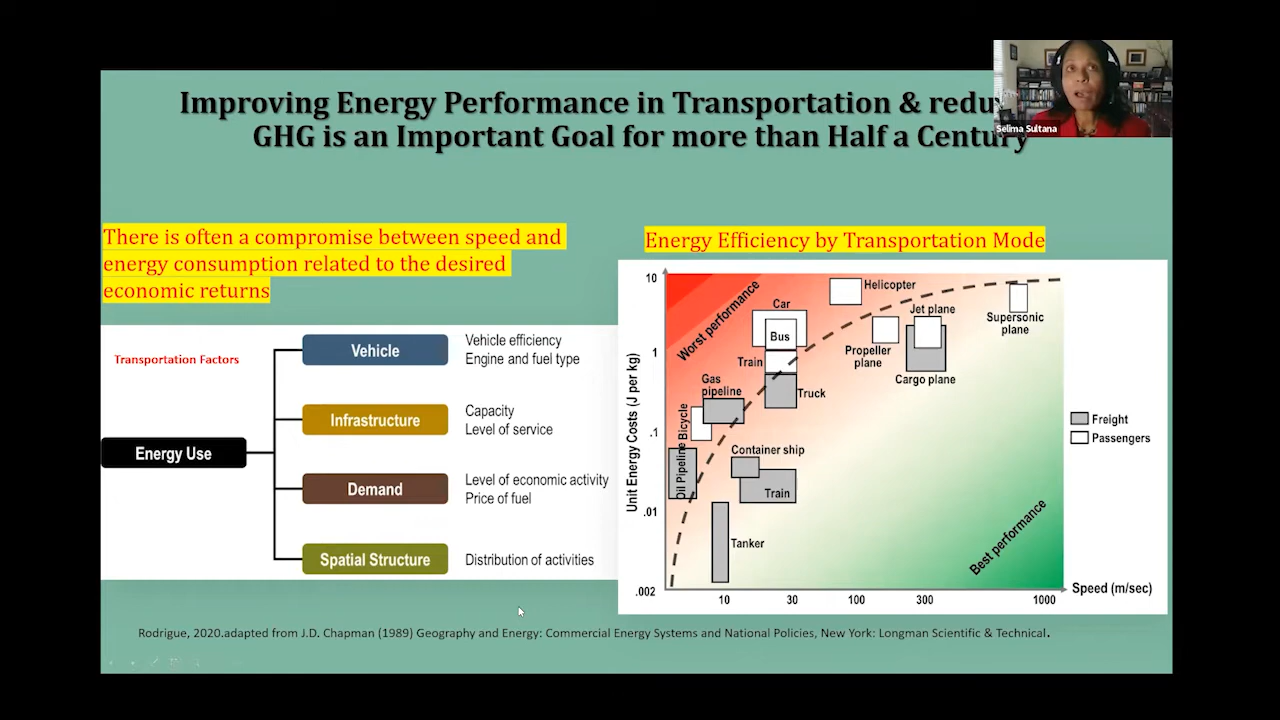 Improving Energy Performance in Transportation & redu
GHG is an Important Goal for more than Half a Century
Selima Sultana
There is often a compromise between speed and
energy consumption related to the desired
economic returns
Transportation Factors
Energy Use
Vehicle
Vehicle efficiency
Engine and fuel type
Infrastructure
Capacity
Level of service
Demand
Level of economic activity
Price of fuel
Spatial Structure
Distribution of activities
Energy Efficiency by Transportation Mode
Unit Energy Costs (J per kg)
10
1
.1
.01
.002
Worst performance
Helicopter
Car
Bus
Jet plane
Supersonic
plane
Propeller
plane
Train
Cargo plane
Gas
pipeline
Truck
Bicycle
Oil Pipeline
Container ship
Train
Tanker
Best performance
Freight
Passengers
10
30
100
300
1000
Speed (m/sec)
Rodrigue, 2020.adapted from J.D. Chapman (1989) Geography and Energy: Commercial Energy Systems and National Policies, New York: Longman Scientific & Technical.